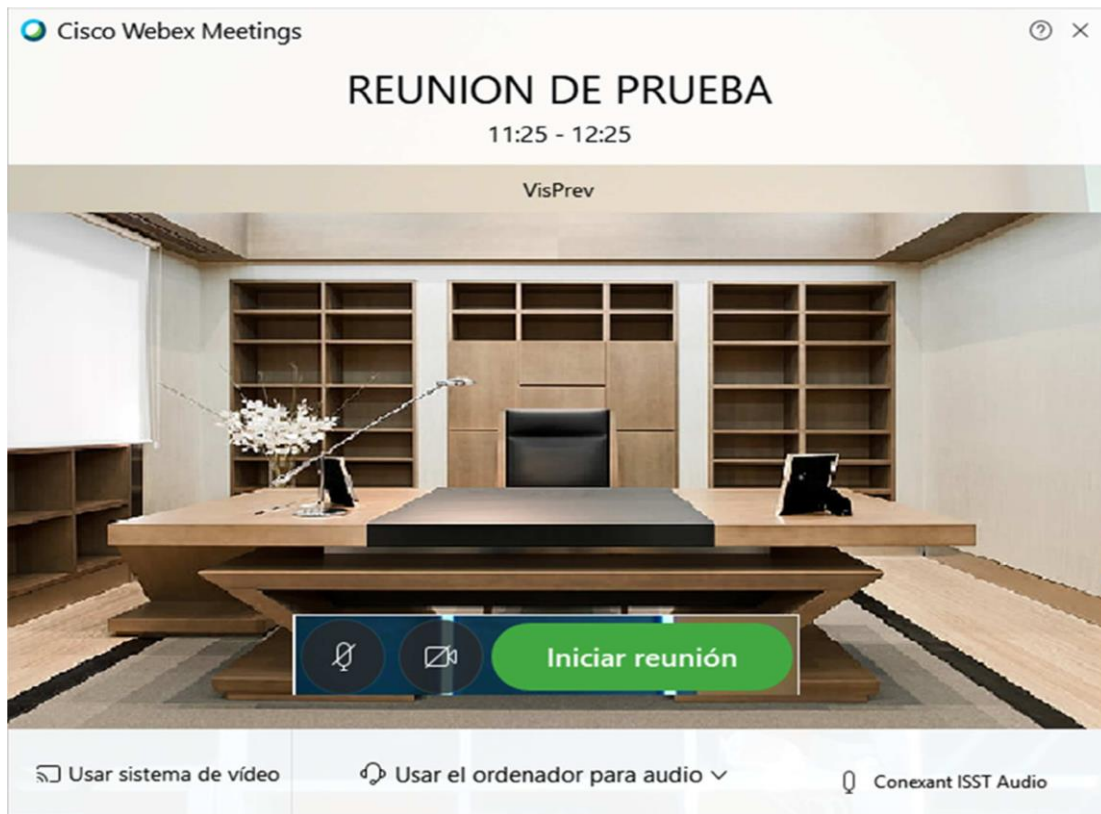 Cisco Webex Meetings
REUNION DE PRUEBA
11:25 - 12:25
VisPrev
Iniciar reunión
Usar sistema de vídeo
Usar el ordenador para audio
Conexant ISST Audio